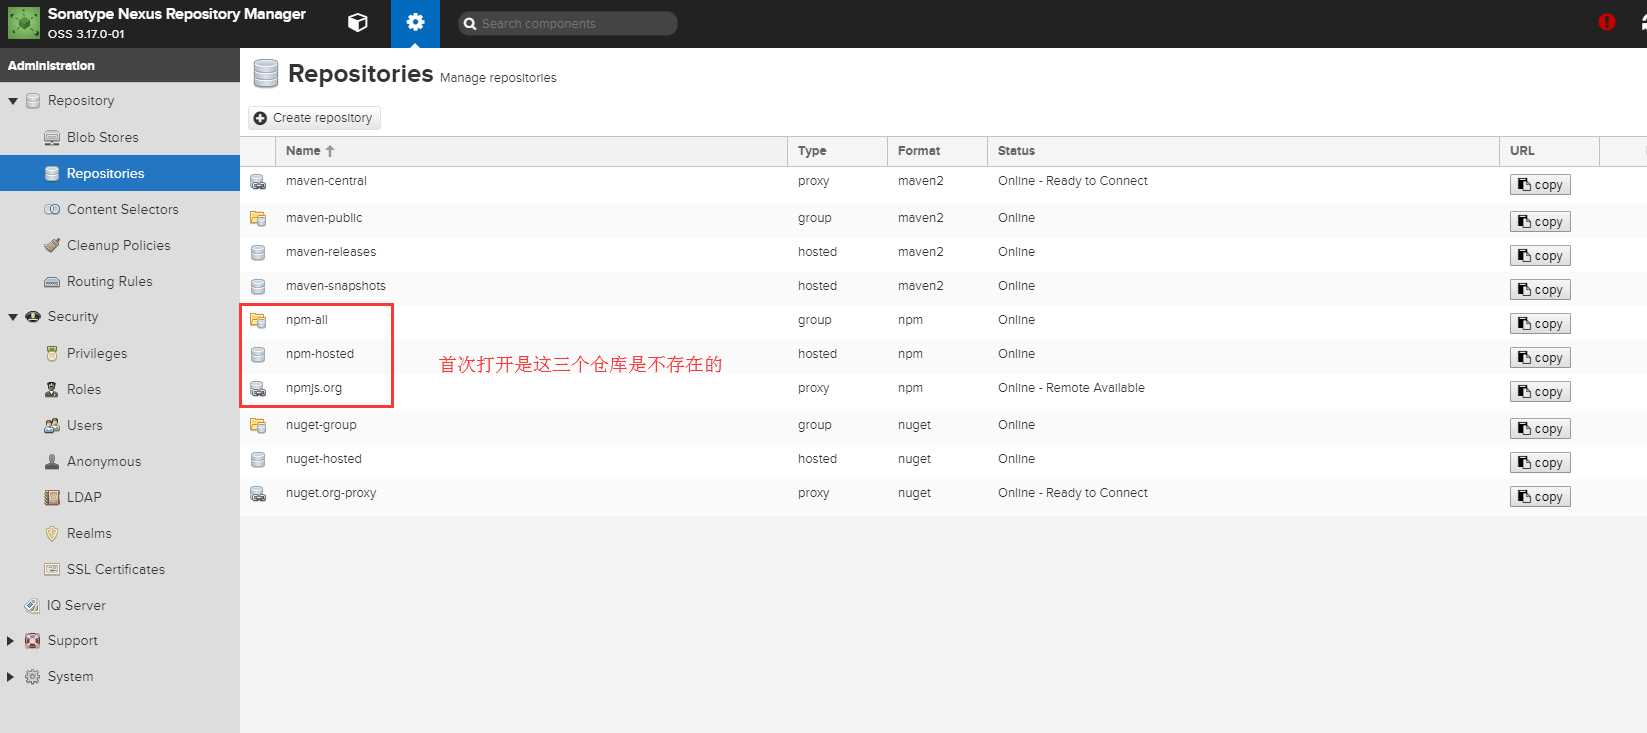 Sonatype Nexus Repository Manager
OSS 3.17.0-01
Search components
Administration
Repository
Blob Stores
Repositories
Content Selectors
Cleanup Policies
Routing Rules
Security
Privileges
Roles
Users
Anonymous
LDAP
Realms
SSL Certificates
IQ Server
Support
System
Repositories Manage repositories
Create repository
Name Type Format Status URL
maven-central proxy maven2 Online - Ready to Connect copy
maven-public group maven2 Online copy
maven-releases hosted maven2 Online copy
maven-snapshots hosted maven2 Online copy
npm-all group npm Online copy
npm-hosted hosted npm Online copy
首次打开是这三个仓库是不存在的
npmjs.org proxy npm Online - Remote Available copy
nuget-group group nuget Online copy
nuget-hosted hosted nuget Online copy
nuget.org-proxy proxy nuget Online - Ready to Connect copy